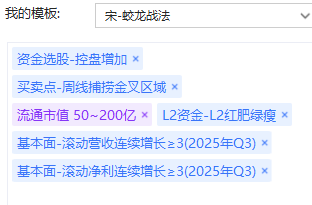 我的模板: 宋-蛟龙战法
资金选股-控盘增加 ×
买卖点-周线捕捞金叉区域 ×
流通市值 50~200亿 × L2资金-L2红肥绿瘦 ×
基本面-滚动营收连续增长≥3(2025年Q3) ×
基本面-滚动净利连续增长≥3(2025年Q3) ×